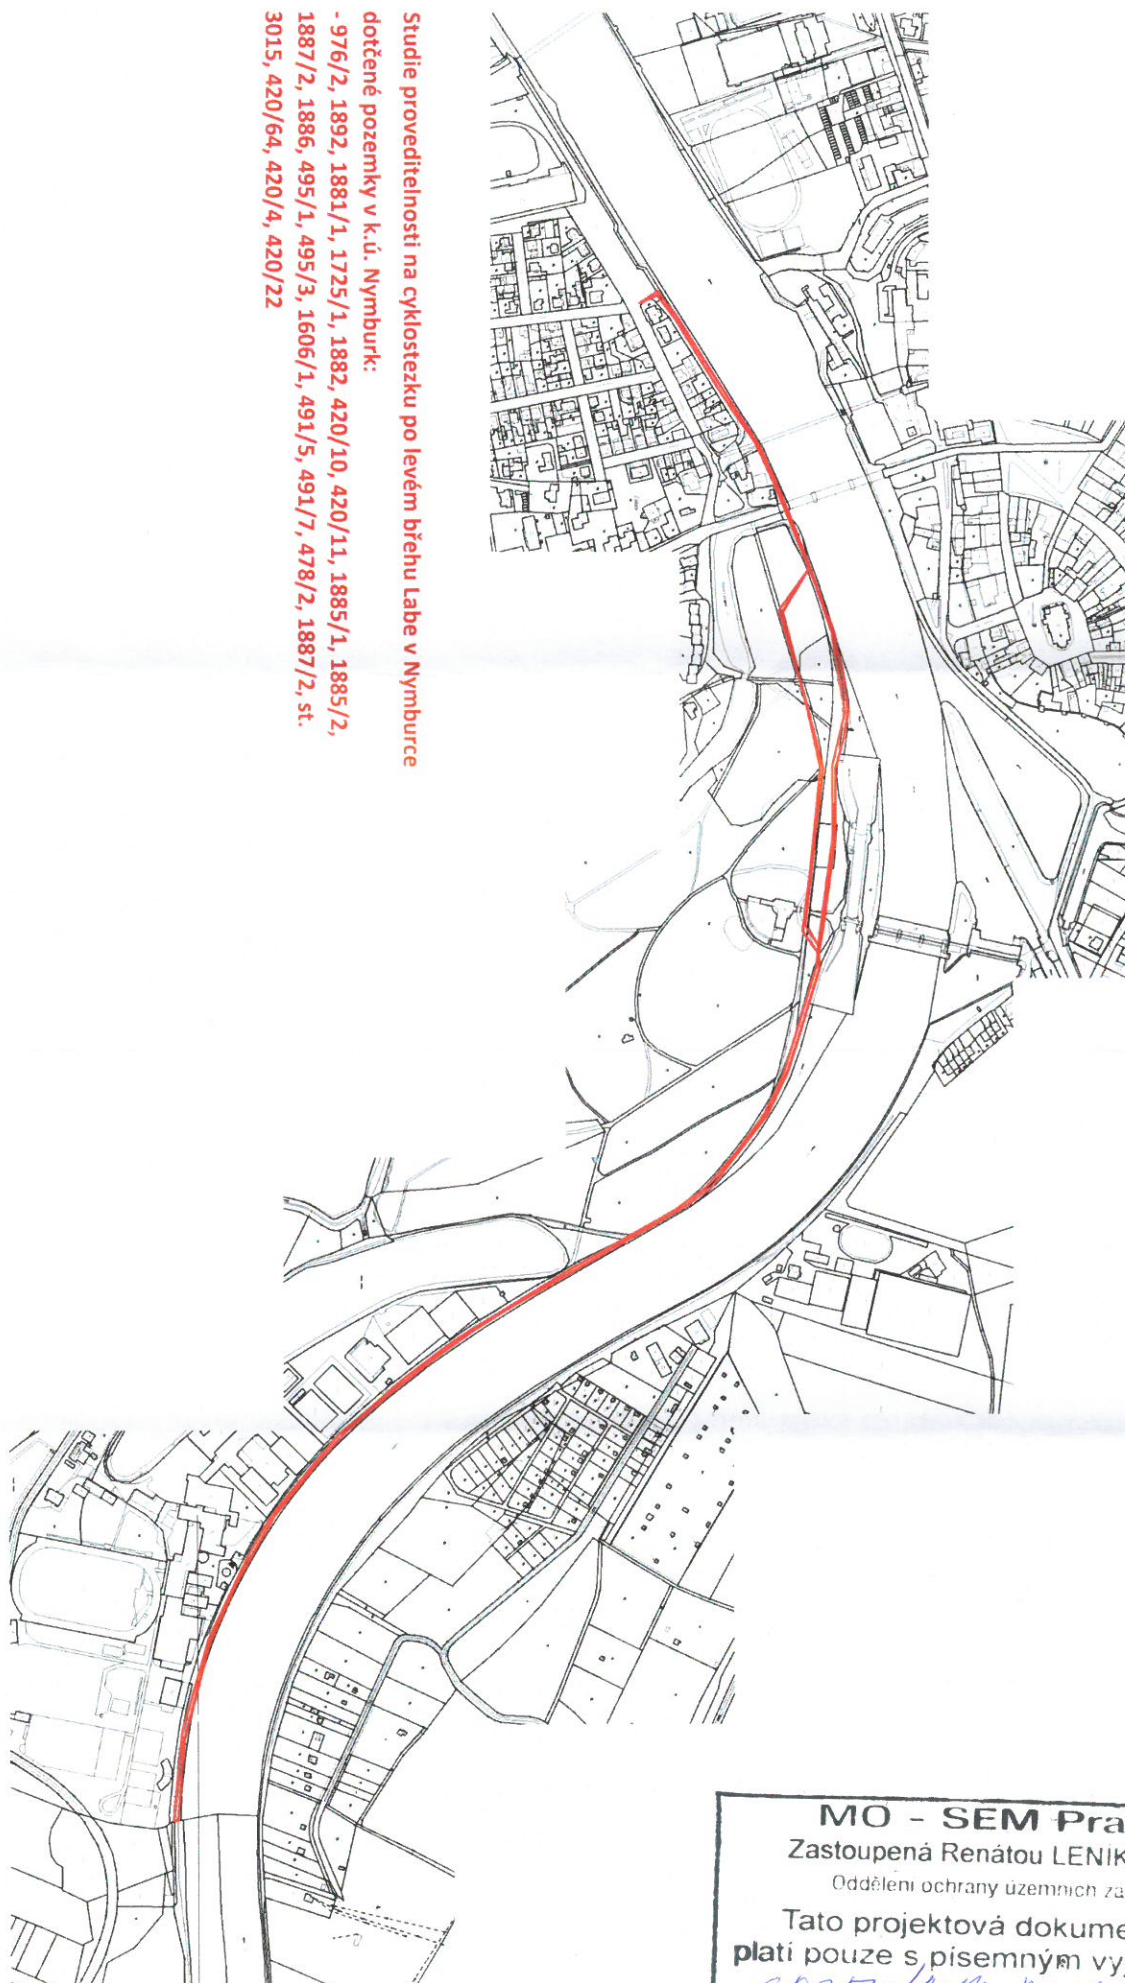 Studie proveditelnosti na cyklostezku po levém břehu Labe v Nymburce
dotčené pozemky v k.ú. Nymburk:
- 976/2, 1892, 1881/1, 1725/1, 1882, 420/10, 420/11, 1885/1, 1885/2,
1887/2, 1886, 495/1, 495/3, 1606/1, 491/5, 491/7, 478/2, 1887/2, st.
3015, 420/64, 420/4, 420/22
MO - SEM Pra
Zastoupená Renátou LENÍK
Oddělení ochrany územních zá
Tato projektová dokume
platí pouze s písemným vy